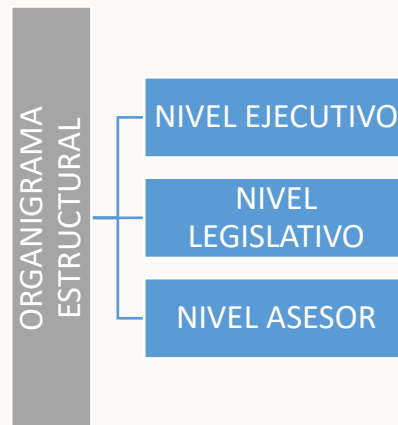 ORGANIGRAMA
ESTRUCTURAL
NIVEL EJECUTIVO
NIVEL
LEGISLATIVO
NIVEL ASESOR